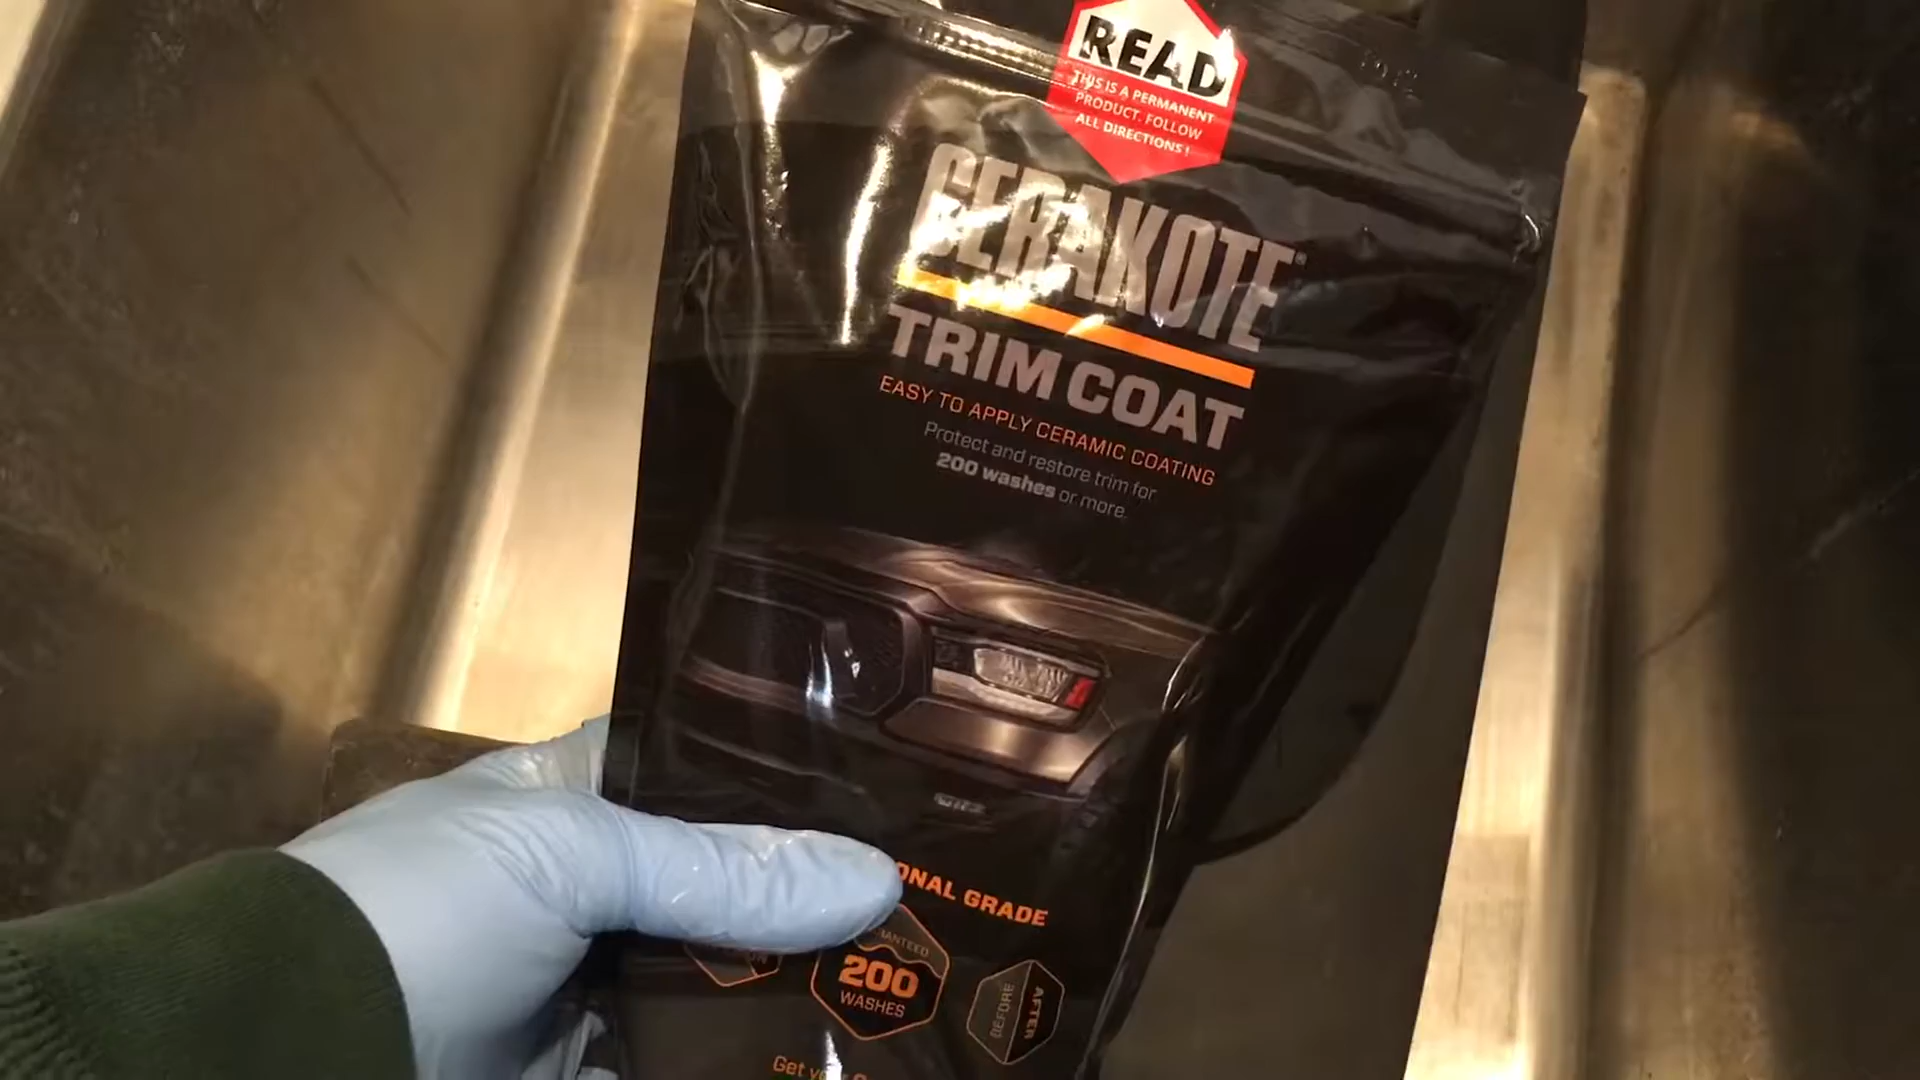 READ
THIS IS A PERMANENT
PRODUCT. FOLLOW
ALL DIRECTIONS!
CERAKOTE®
TRIM COAT
EASY TO APPLY CERAMIC COATING
Protect and restore trim for
200 washes or more.
GRADE
200
WASHES
BEFORE
AFTER
Get